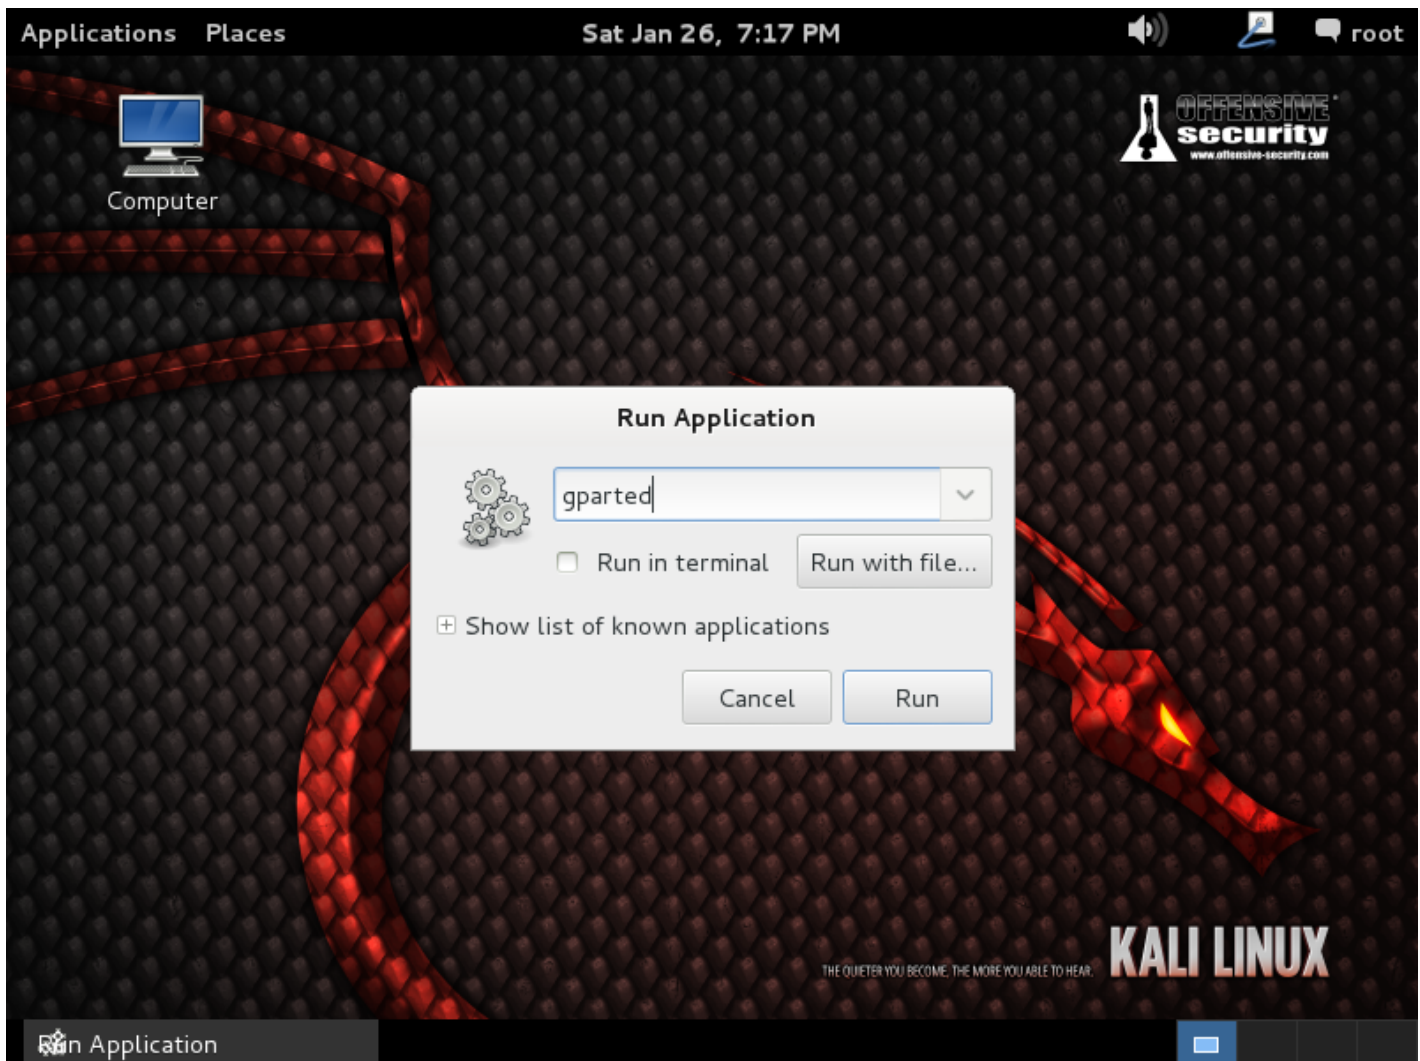 Applications Places Sat Jan 26, 7:17 PM root
OFFENSIVE
security
www.offensive-security.com
Computer
Run Application
gparted
Run in terminal Run with file...
Show list of known applications
Cancel Run
KALI LINUX
THE QUIETER YOU BECOME, THE MORE YOU ABLE TO HEAR.
Run Application